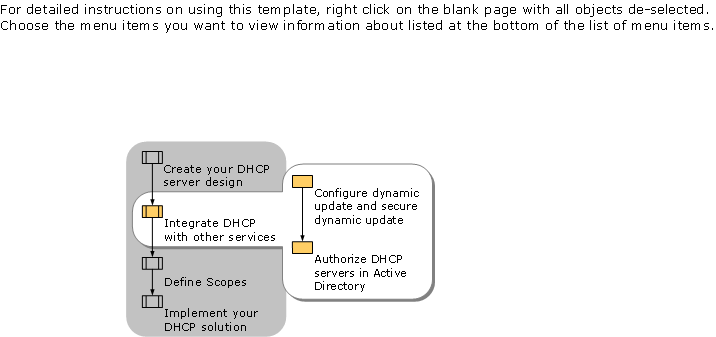 For detailed instructions on using this template, right click on the blank page with all objects de-selected.
Choose the menu items you want to view information about listed at the bottom of the list of menu items.
Create your DHCP
server design
Integrate DHCP
with other services
Define Scopes
Implement your
DHCP solution
Configure dynamic
update and secure
dynamic update
Authorize DHCP
servers in Active
Directory